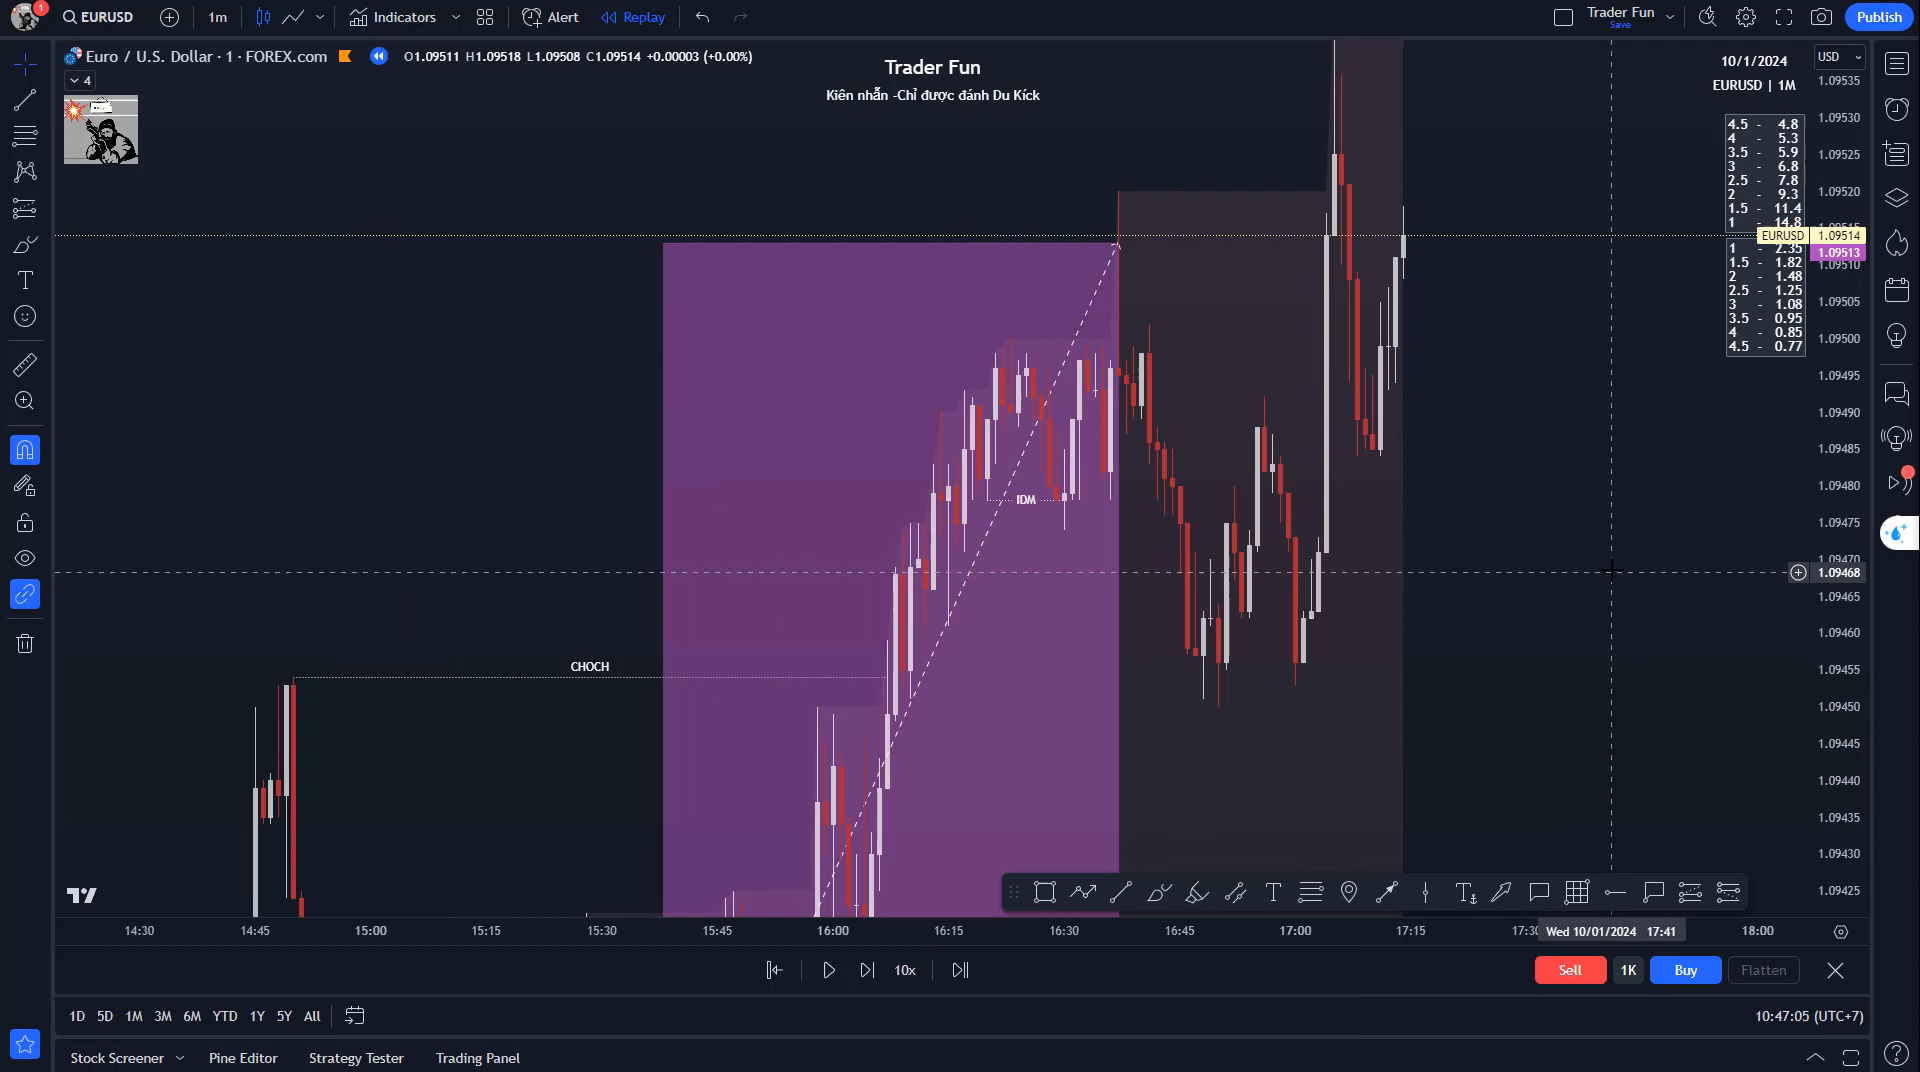 1
EURUSD
1m
Indicators
Alert
Replay
Trader Fun
Save
Publish
Euro / U.S. Dollar · 1 · FOREX.com
O1.09511 H1.09518 L1.09508 C1.09514 +0.00003 (+0.00%)
4
Trader Fun
Kiên nhẫn -Chỉ được đánh Du Kích
10/1/2024
EURUSD | 1M
USD
4.5 - 4.8
4 - 5.3
3.5 - 5.9
3 - 6.8
2.5 - 7.8
2 - 9.3
1.5 - 11.4
1 - 14.8
1 - 2.35
1.5 - 1.82
2 - 1.48
2.5 - 1.25
3 - 1.08
3.5 - 0.95
4 - 0.85
4.5 - 0.77
1.09535
1.09530
1.09525
1.09520
EURUSD 1.09514
1.09513
1.09510
1.09505
1.09500
1.09495
1.09490
1.09485
1.09480
1.09475
1.09470
1.09468
1.09465
1.09460
1.09455
1.09450
1.09445
1.09440
1.09435
1.09430
1.09425
IDM
CHOCH
14:30
14:45
15:00
15:15
15:30
15:45
16:00
16:15
16:30
16:45
17:00
17:15
17:30
Wed 10/01/2024 17:41
18:00
10x
Sell
1K
Buy
Flatten
1D 5D 1M 3M 6M YTD 1Y 5Y All
10:47:05 (UTC+7)
Stock Screener
Pine Editor
Strategy Tester
Trading Panel